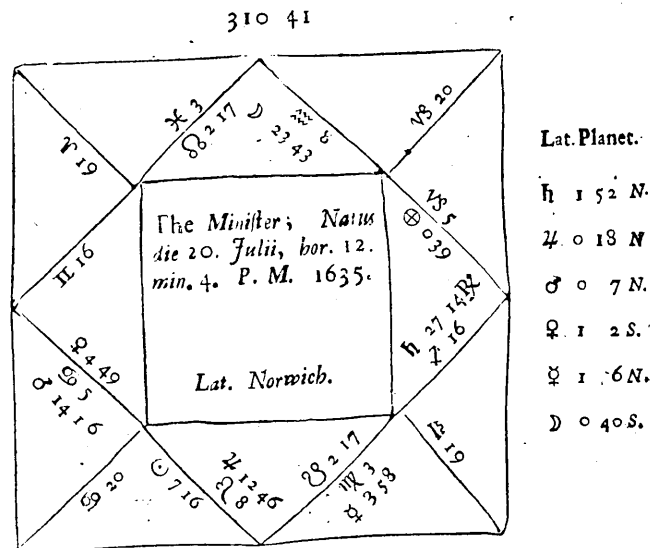 310 41
♓ 3
☊ 2 17
☽ 23 43
♒ 8
♑ 20
♈ 19
♊ 16
♑ 5
⊗ 0 39
♄ 27 14 ℞
♐ 16
♀ 4 49
♋ 5
♂ 14 16
♋ 20
☉ 7 16
♃ 12 46
♌ 8
☋ 2 17
♍ 3
☿ 3 58
♎ 19
The Miniſter; Natus
die 20. Julii, hor. 12.
min. 4. P. M. 1635.
Lat. Norwich.
Lat. Planet.
♄ 1 52 N.
♃ 0 18 N
♂ 0 7 N.
♀ 1 2 S.
☿ 1 6 N.
☽ 0 40 S.